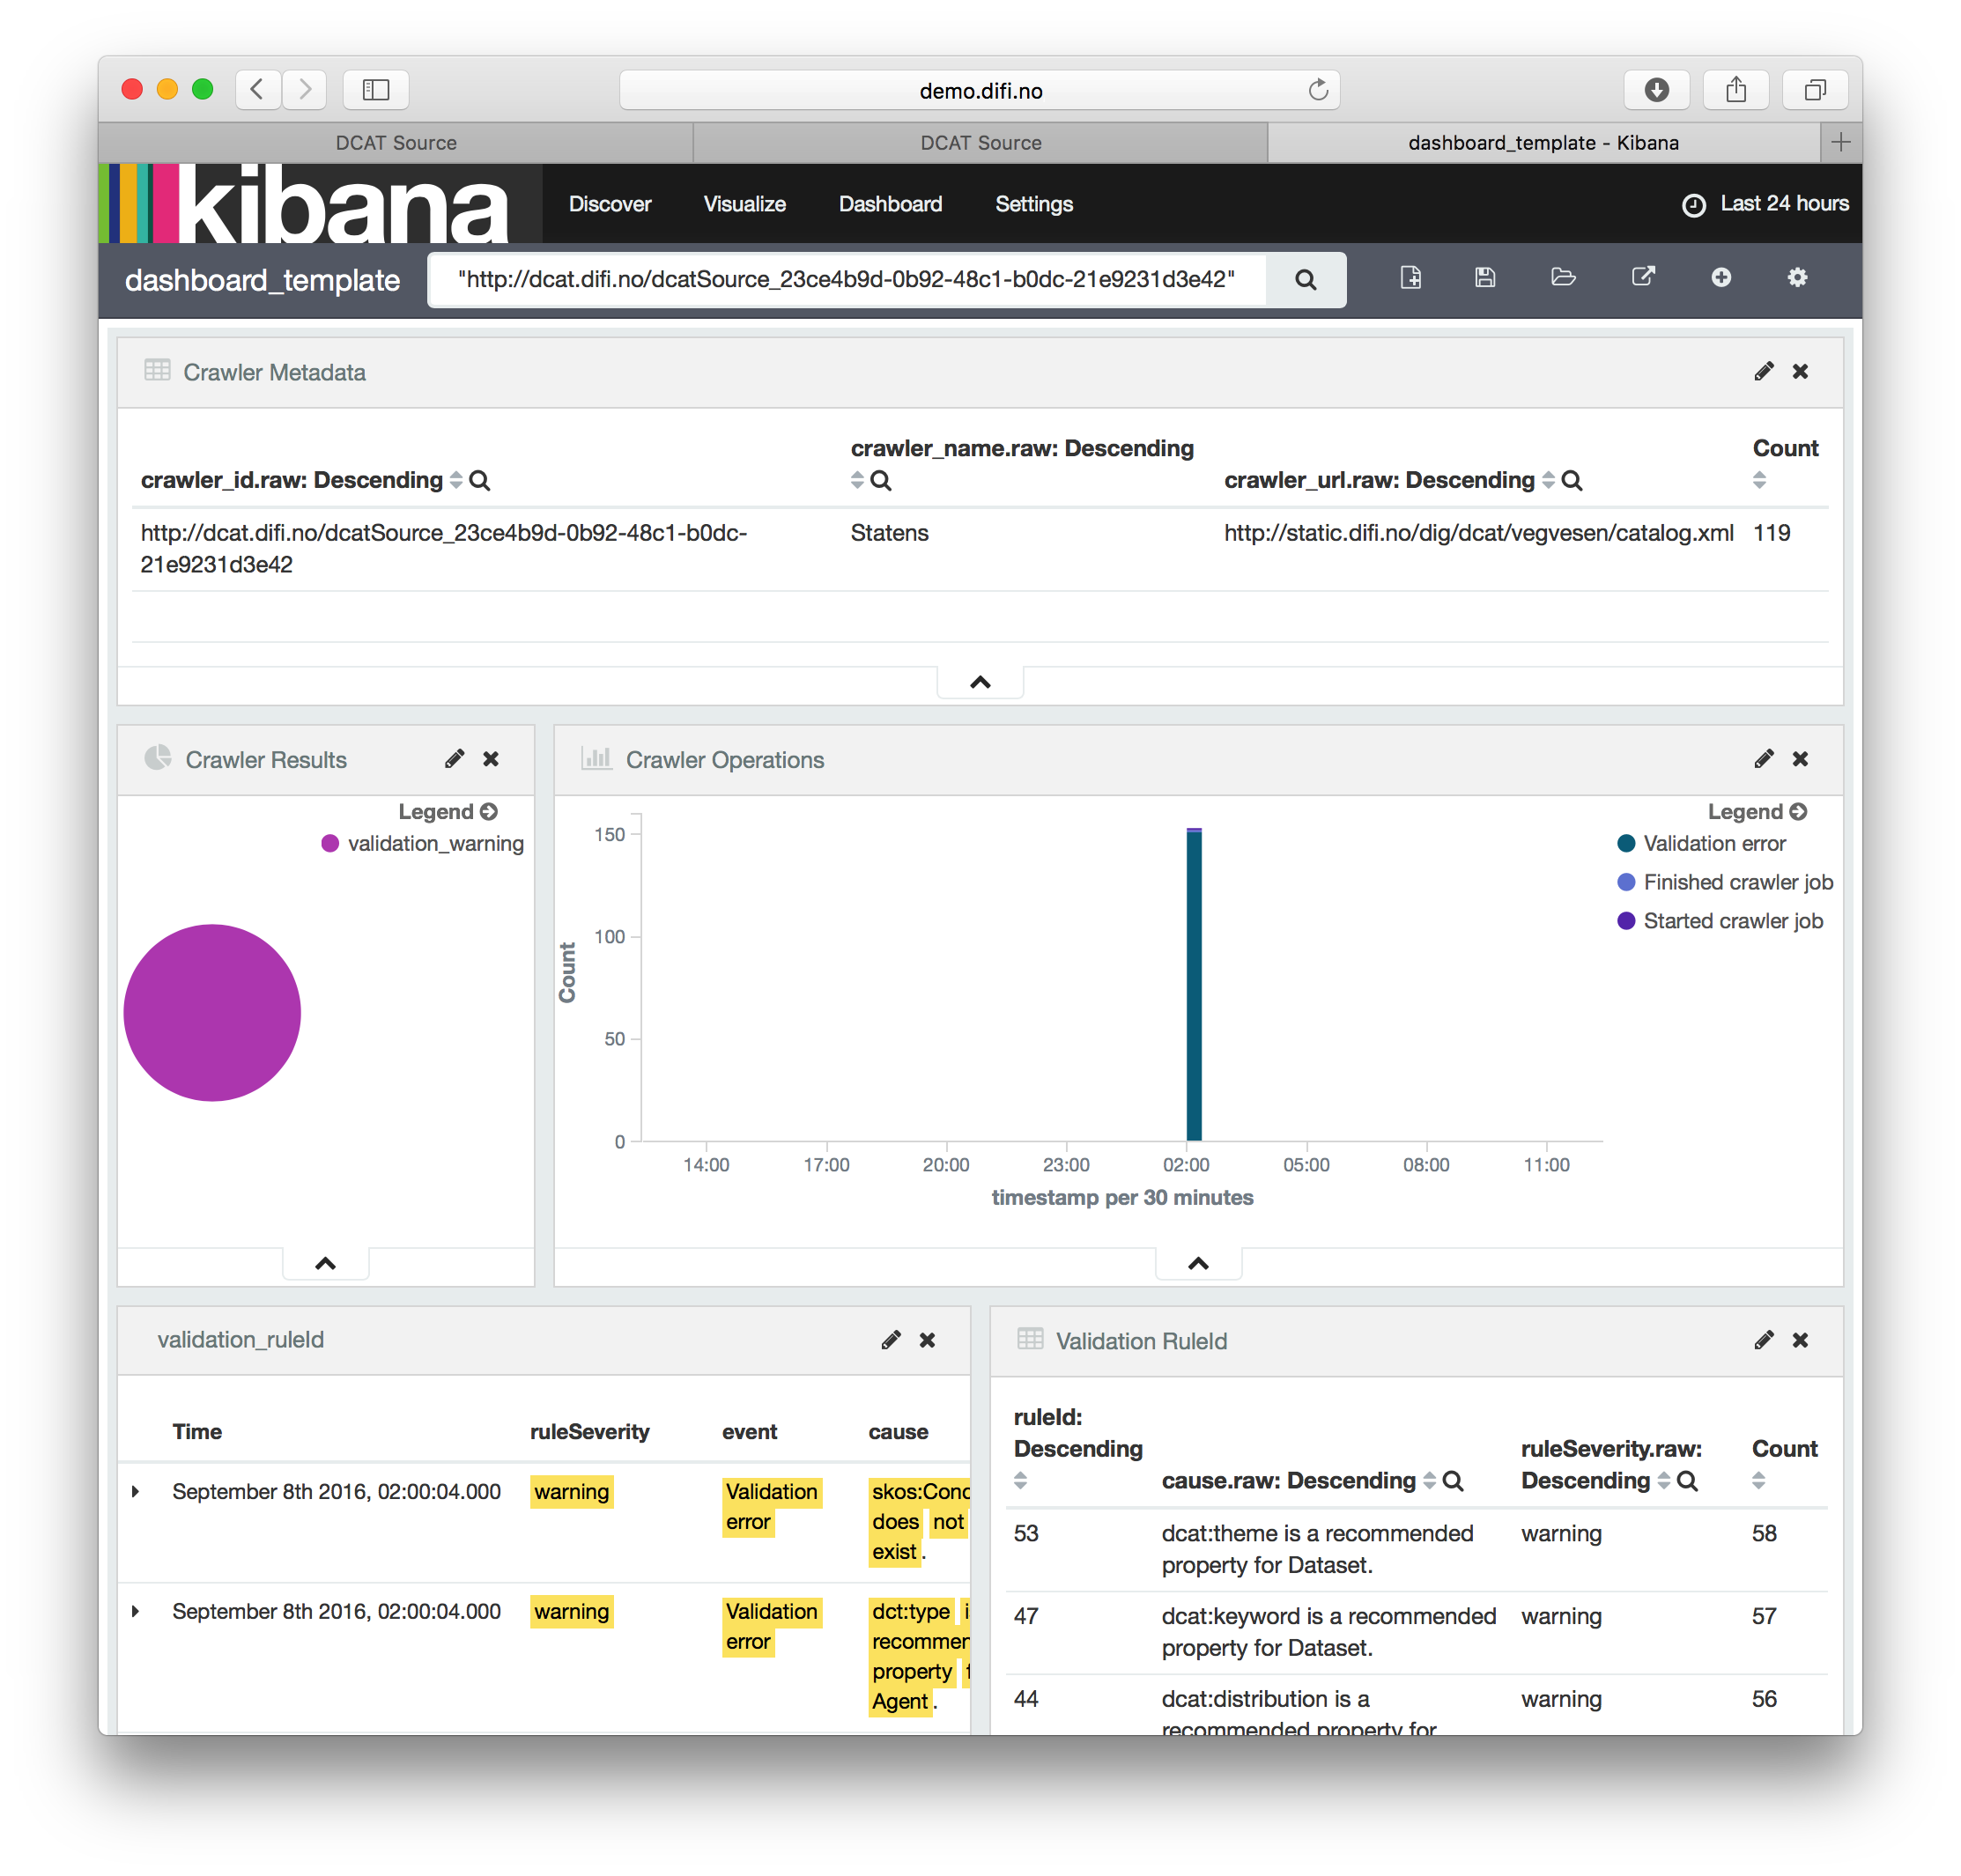 demo.difi.no
DCAT Source
DCAT Source
dashboard_template - Kibana
kibana
Discover
Visualize
Dashboard
Settings
Last 24 hours
dashboard_template
"http://dcat.difi.no/dcatSource_23ce4b9d-0b92-48c1-b0dc-21e9231d3e42"
Crawler Metadata
crawler_id.raw: Descending
crawler_name.raw: Descending
crawler_url.raw: Descending
Count
http://dcat.difi.no/dcatSource_23ce4b9d-0b92-48c1-b0dc-
21e9231d3e42
Statens
http://static.difi.no/dig/dcat/vegvesen/catalog.xml
119
Crawler Results
Legend
validation_warning
Crawler Operations
Legend
Validation error
Finished crawler job
Started crawler job
Count
150
100
50
0
14:00
17:00
20:00
23:00
02:00
05:00
08:00
11:00
timestamp per 30 minutes
validation_ruleId
Time
ruleSeverity
event
cause
September 8th 2016, 02:00:04.000
warning
Validation
error
skos:Conc
does not
exist.
September 8th 2016, 02:00:04.000
warning
Validation
error
dct:type i
recommen
property f
Agent.
Validation RuleId
ruleId:
Descending
cause.raw: Descending
ruleSeverity.raw:
Descending
Count
53
dcat:theme is a recommended
property for Dataset.
warning
58
47
dcat:keyword is a recommended
property for Dataset.
warning
57
44
dcat:distribution is a
recommended property for
warning
56